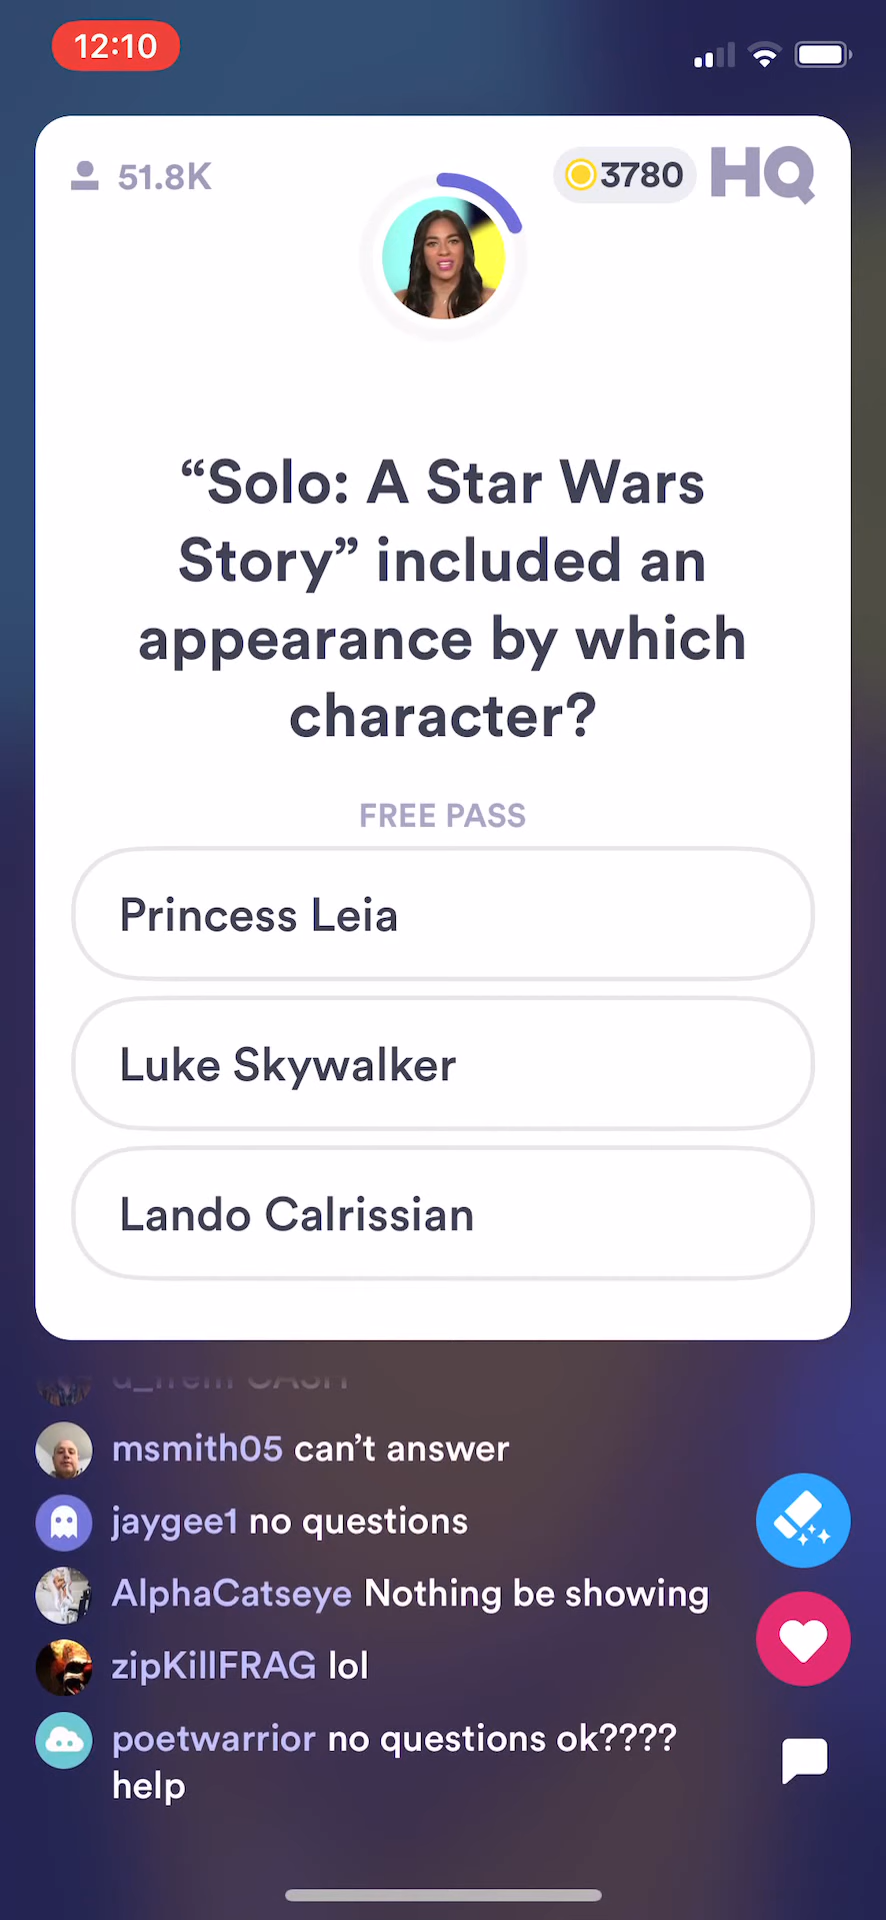 12:10
51.8K
3780 HQ
“Solo: A Star Wars
Story” included an
appearance by which
character?
FREE PASS
Princess Leia
Luke Skywalker
Lando Calrissian
msmith05 can’t answer
jaygee1 no questions
AlphaCatseye Nothing be showing
zipKillFRAG lol
poetwarrior no questions ok????
help